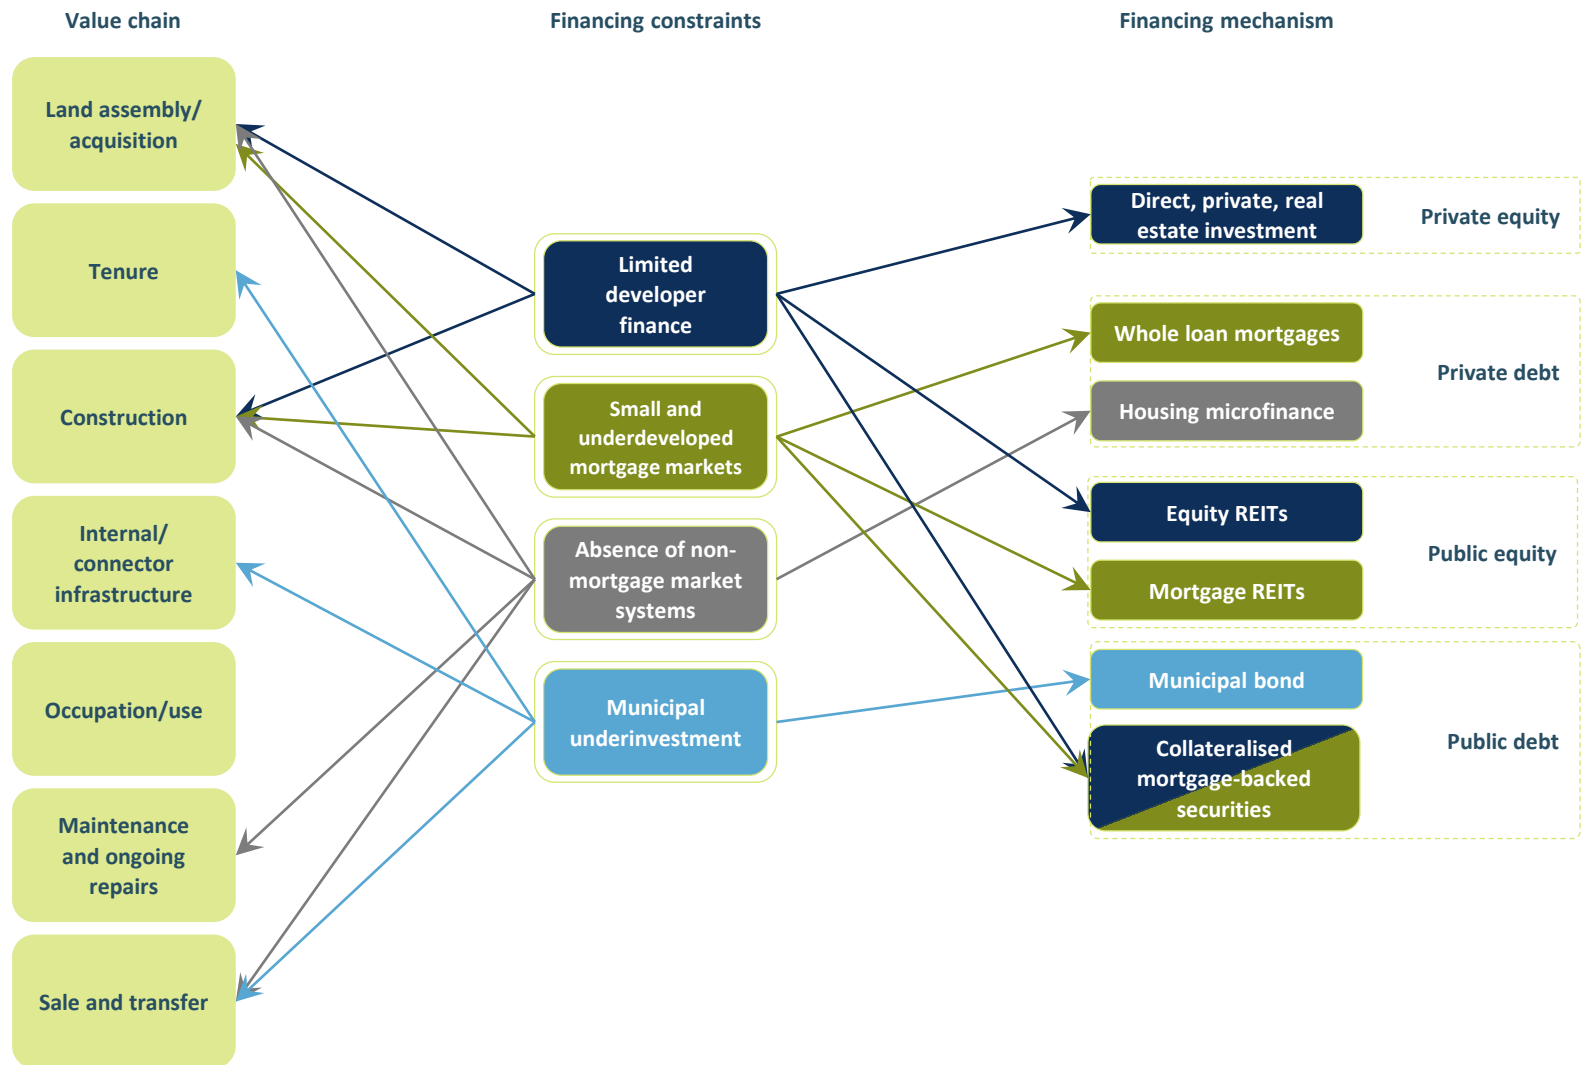 Value chain
Financing constraints
Financing mechanism
Land assembly/
acquisition
Tenure
Construction
Internal/
connector
infrastructure
Occupation/use
Maintenance
and ongoing
repairs
Sale and transfer
Limited
developer
finance
Small and
underdeveloped
mortgage markets
Absence of non-
mortgage market
systems
Municipal
underinvestment
Direct, private, real
estate investment
Private equity
Whole loan mortgages
Housing microfinance
Private debt
Equity REITs
Mortgage REITs
Public equity
Municipal bond
Collateralised
mortgage-backed
securities
Public debt